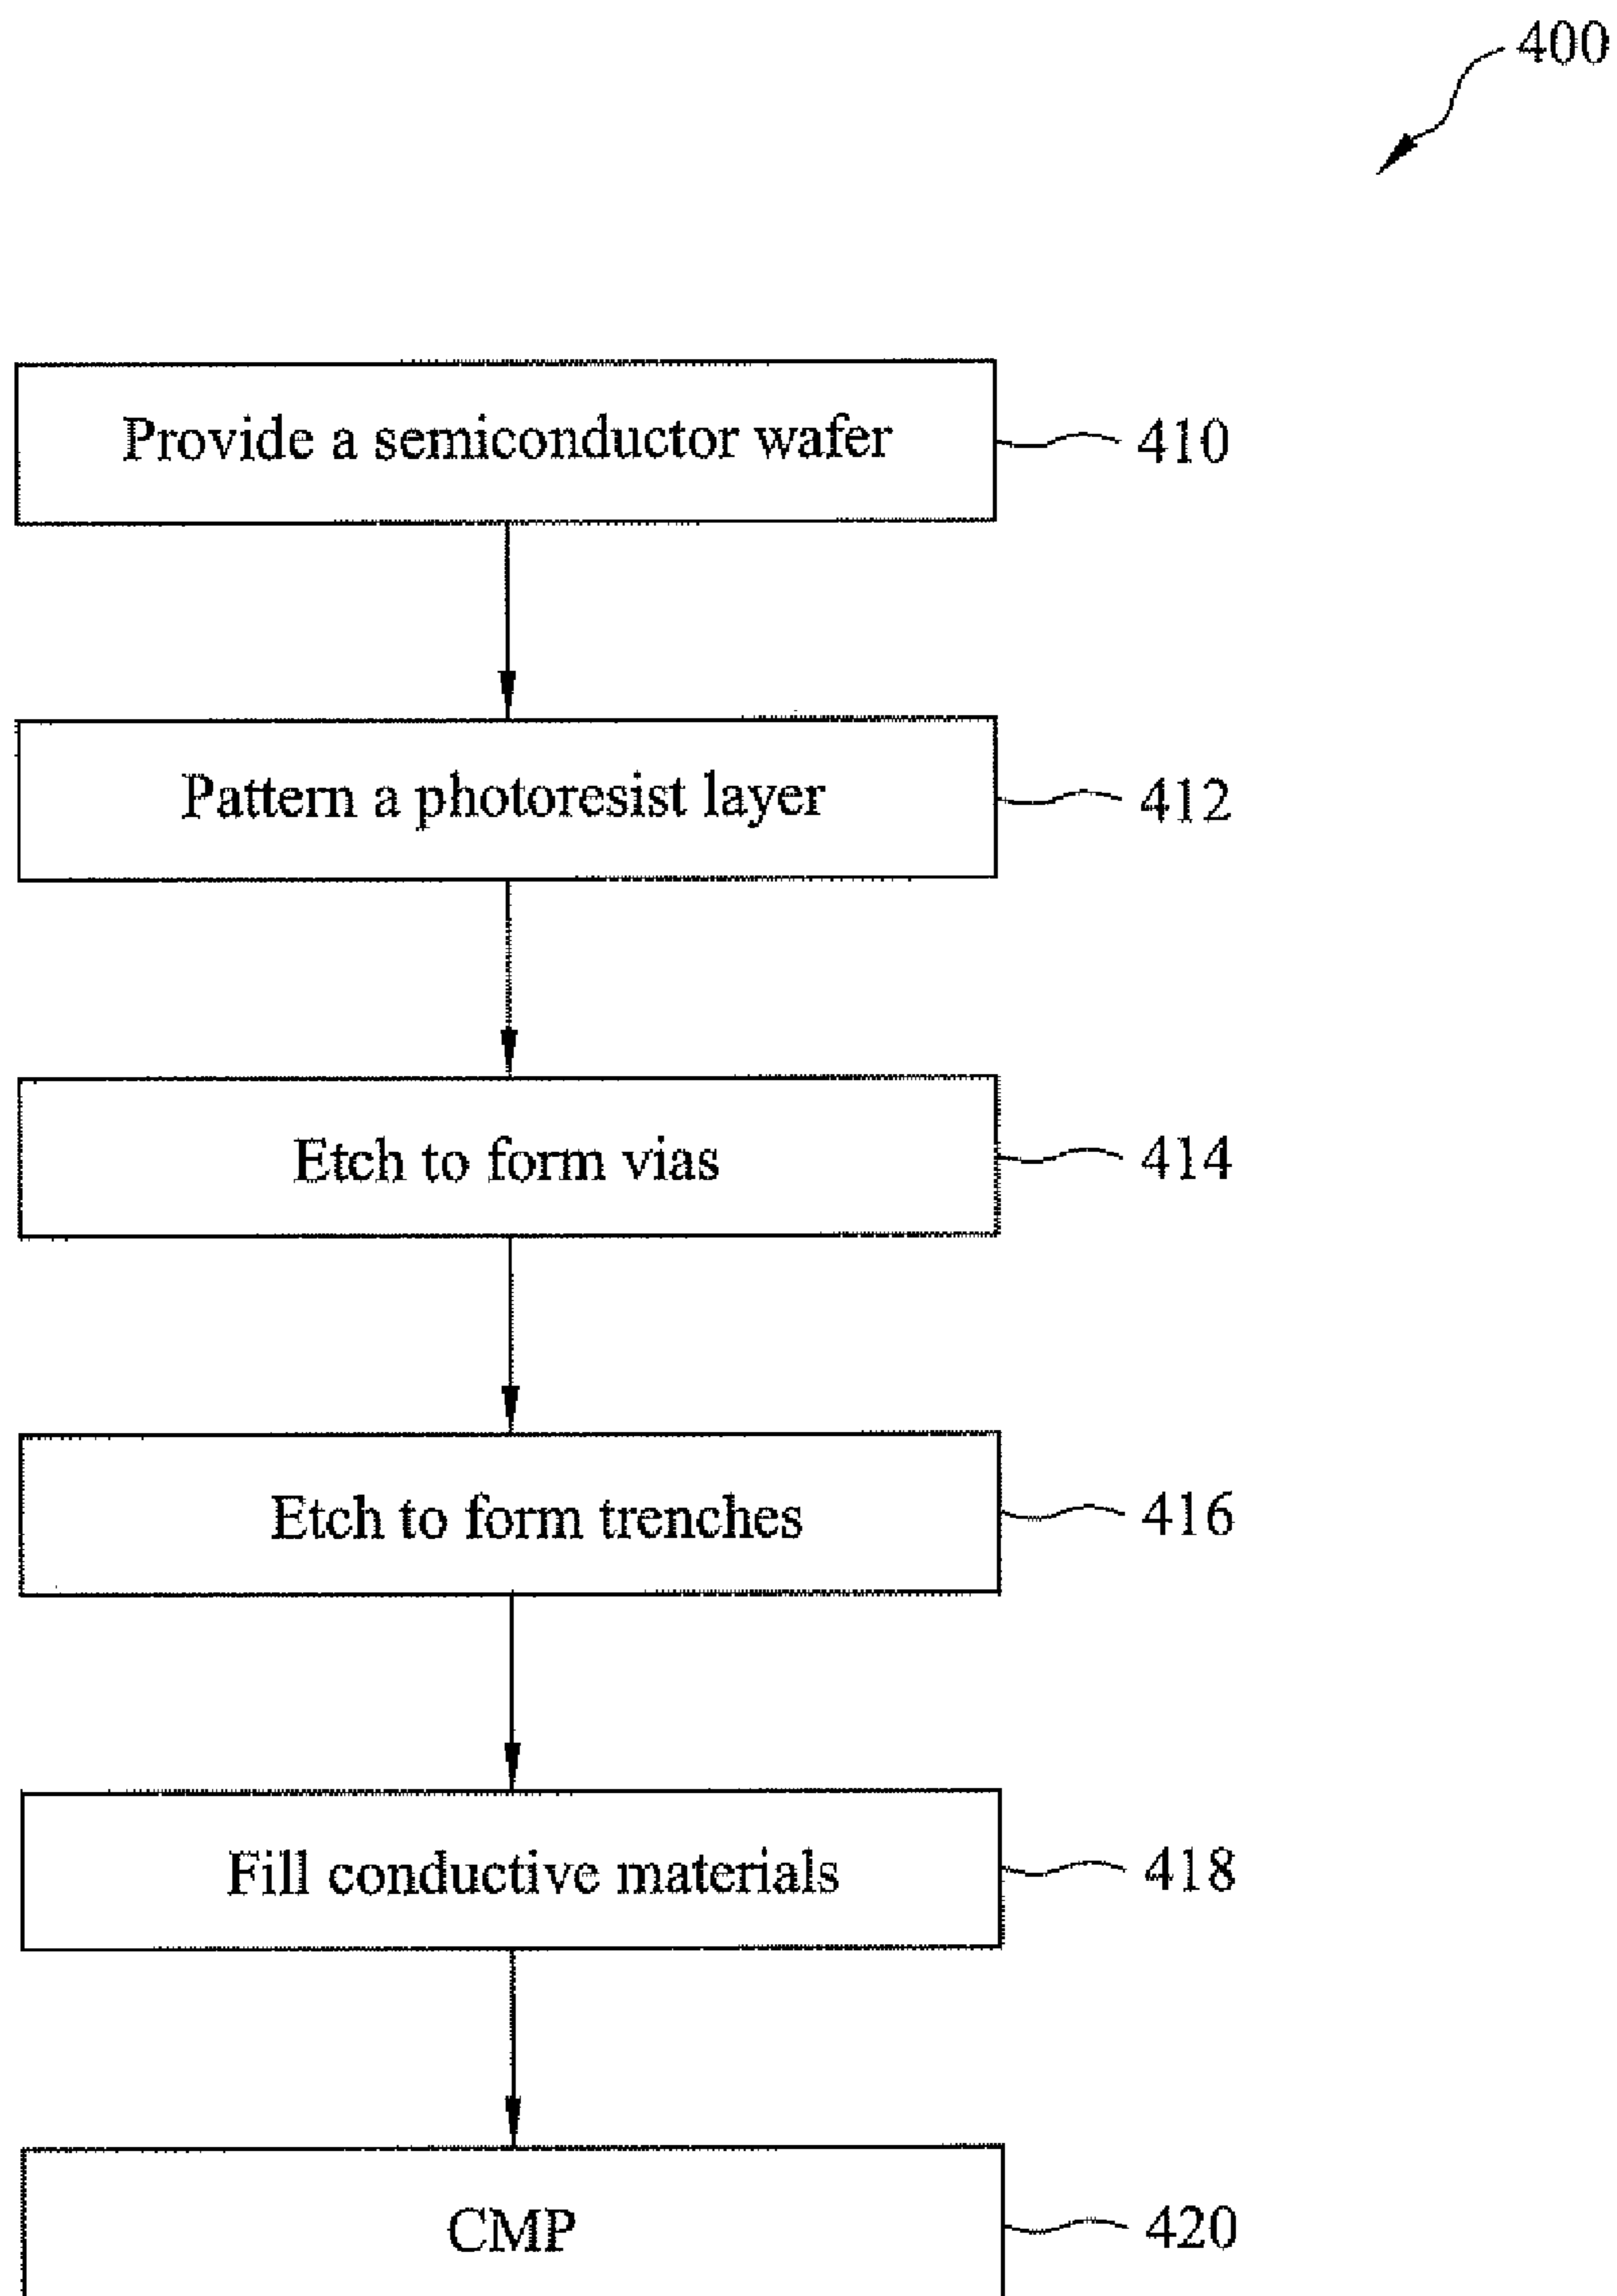 400
Provide a semiconductor wafer 410
Pattern a photoresist layer 412
Etch to form vias 414
Etch to form trenches 416
Fill conductive materials 418
CMP 420